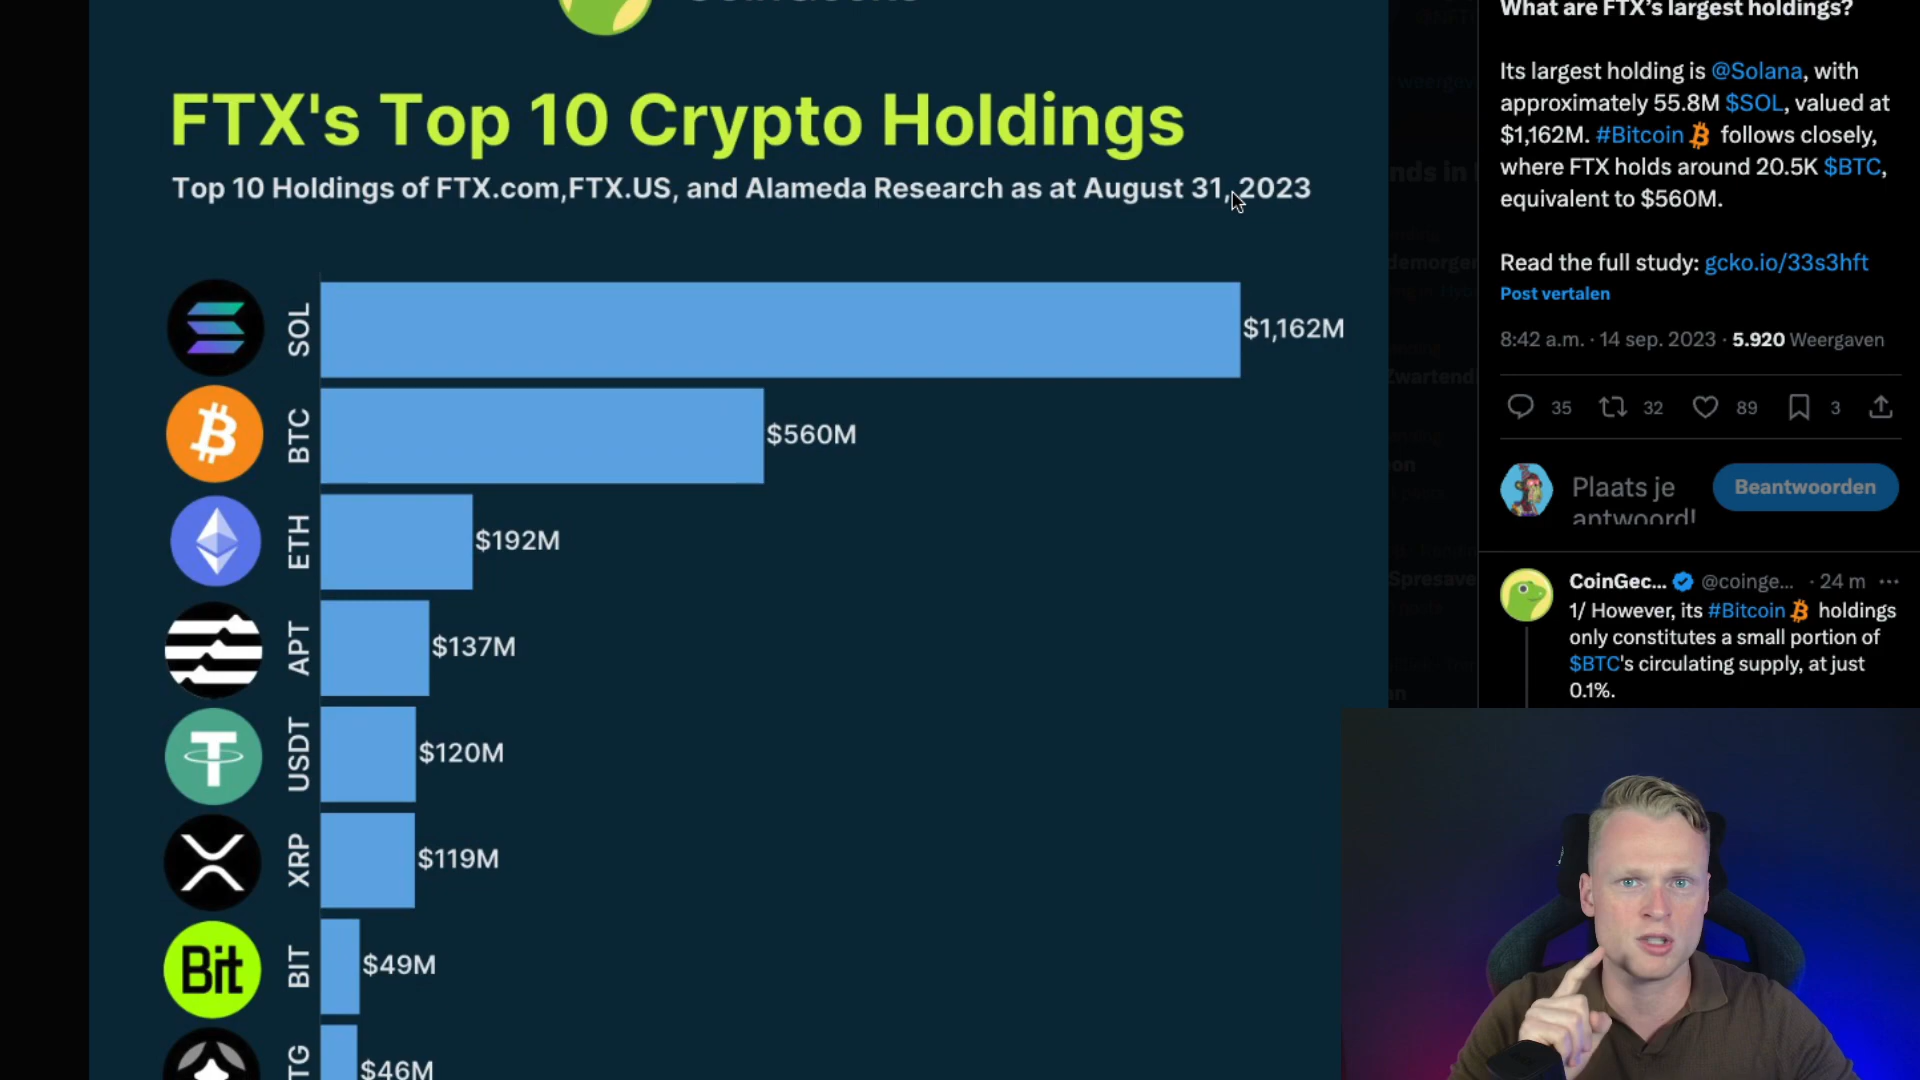 FTX's Top 10 Crypto Holdings
Top 10 Holdings of FTX.com,FTX.US, and Alameda Research as at August 31, 2023
SOL
$1,162M
BTC
$560M
ETH
$192M
APT
$137M
USDT
$120M
XRP
$119M
Bit
BIT
$49M
TG
$46M
What are FTX's largest holdings?
Its largest holding is @Solana, with
approximately 55.8M $SOL, valued at
$1,162M. #Bitcoin follows closely,
where FTX holds around 20.5K $BTC,
equivalent to $560M.
Read the full study: gcko.io/33s3hft
Post vertalen
8:42 a.m. · 14 sep. 2023 · 5.920 Weergaven
35 32 89 3
Plaats je
antwoord!
Beantwoorden
CoinGec... @coinge... · 24 m ···
1/ However, its #Bitcoin holdings
only constitutes a small portion of
$BTC's circulating supply, at just
0.1%.